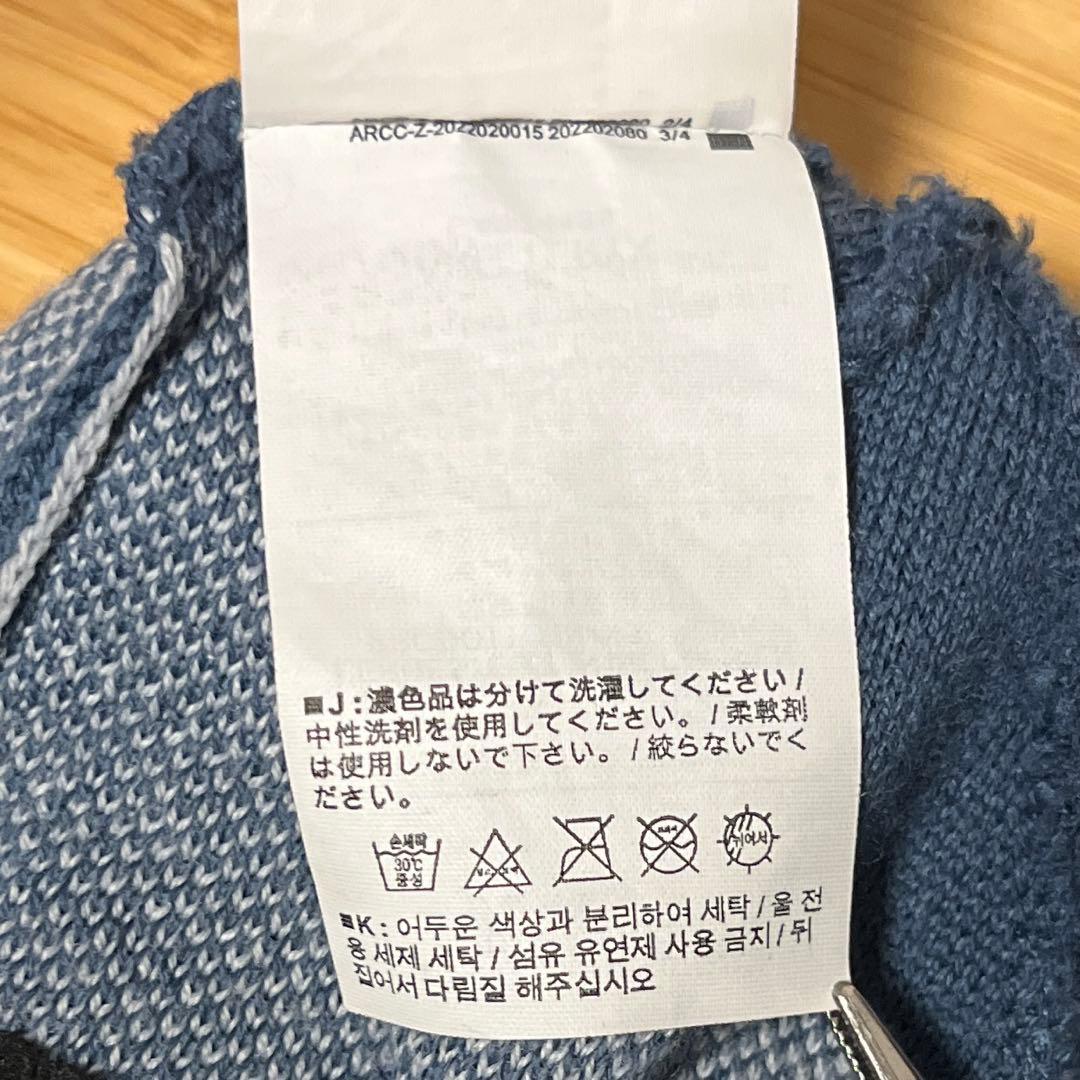 ARCC-Z-2022020015 202202080 3/4
■J:濃色品は分けて洗濯してください/
中性洗剤を使用してください。/柔軟剤
は使用しないで下さい。/絞らないでく
ださい。
손세탁
30℃
중성
뉘어서
■K: 어두운 색상과 분리하여 세탁/울 전
용 세제 세탁/섬유 유연제 사용 금지/뒤
집어서 다림질 해주십시오